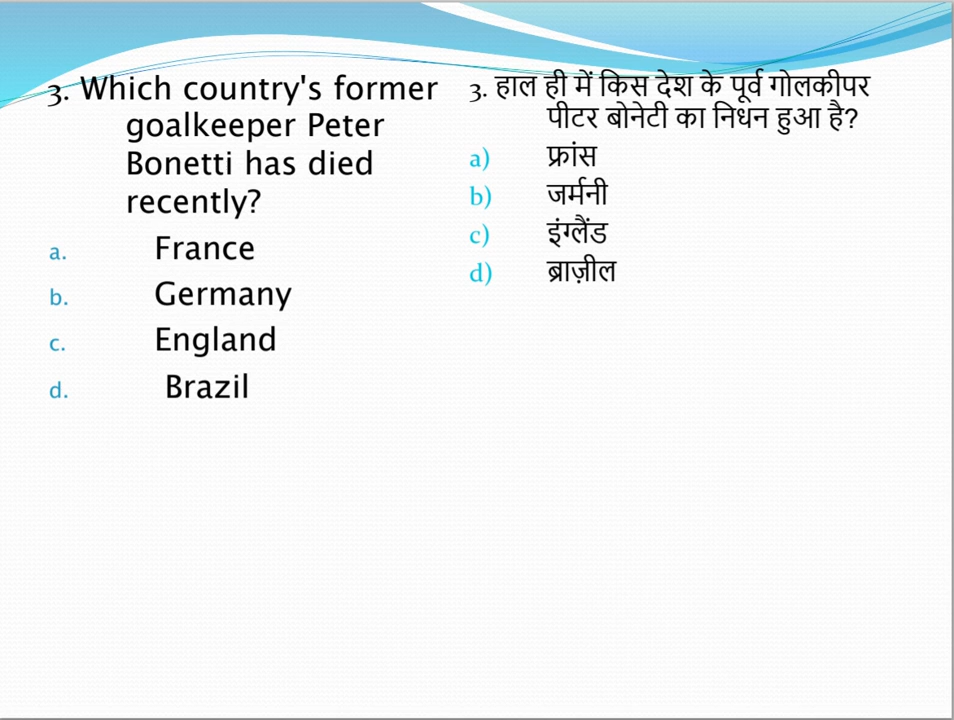 3. Which country's former
goalkeeper Peter
Bonetti has died
recently?
a. France
b. Germany
c. England
d. Brazil
3. हाल ही में किस देश के पूर्व गोलकीपर
पीटर बोनेटी का निधन हुआ है?
a) फ्रांस
b) जर्मनी
c) इंग्लैंड
d) ब्राज़ील